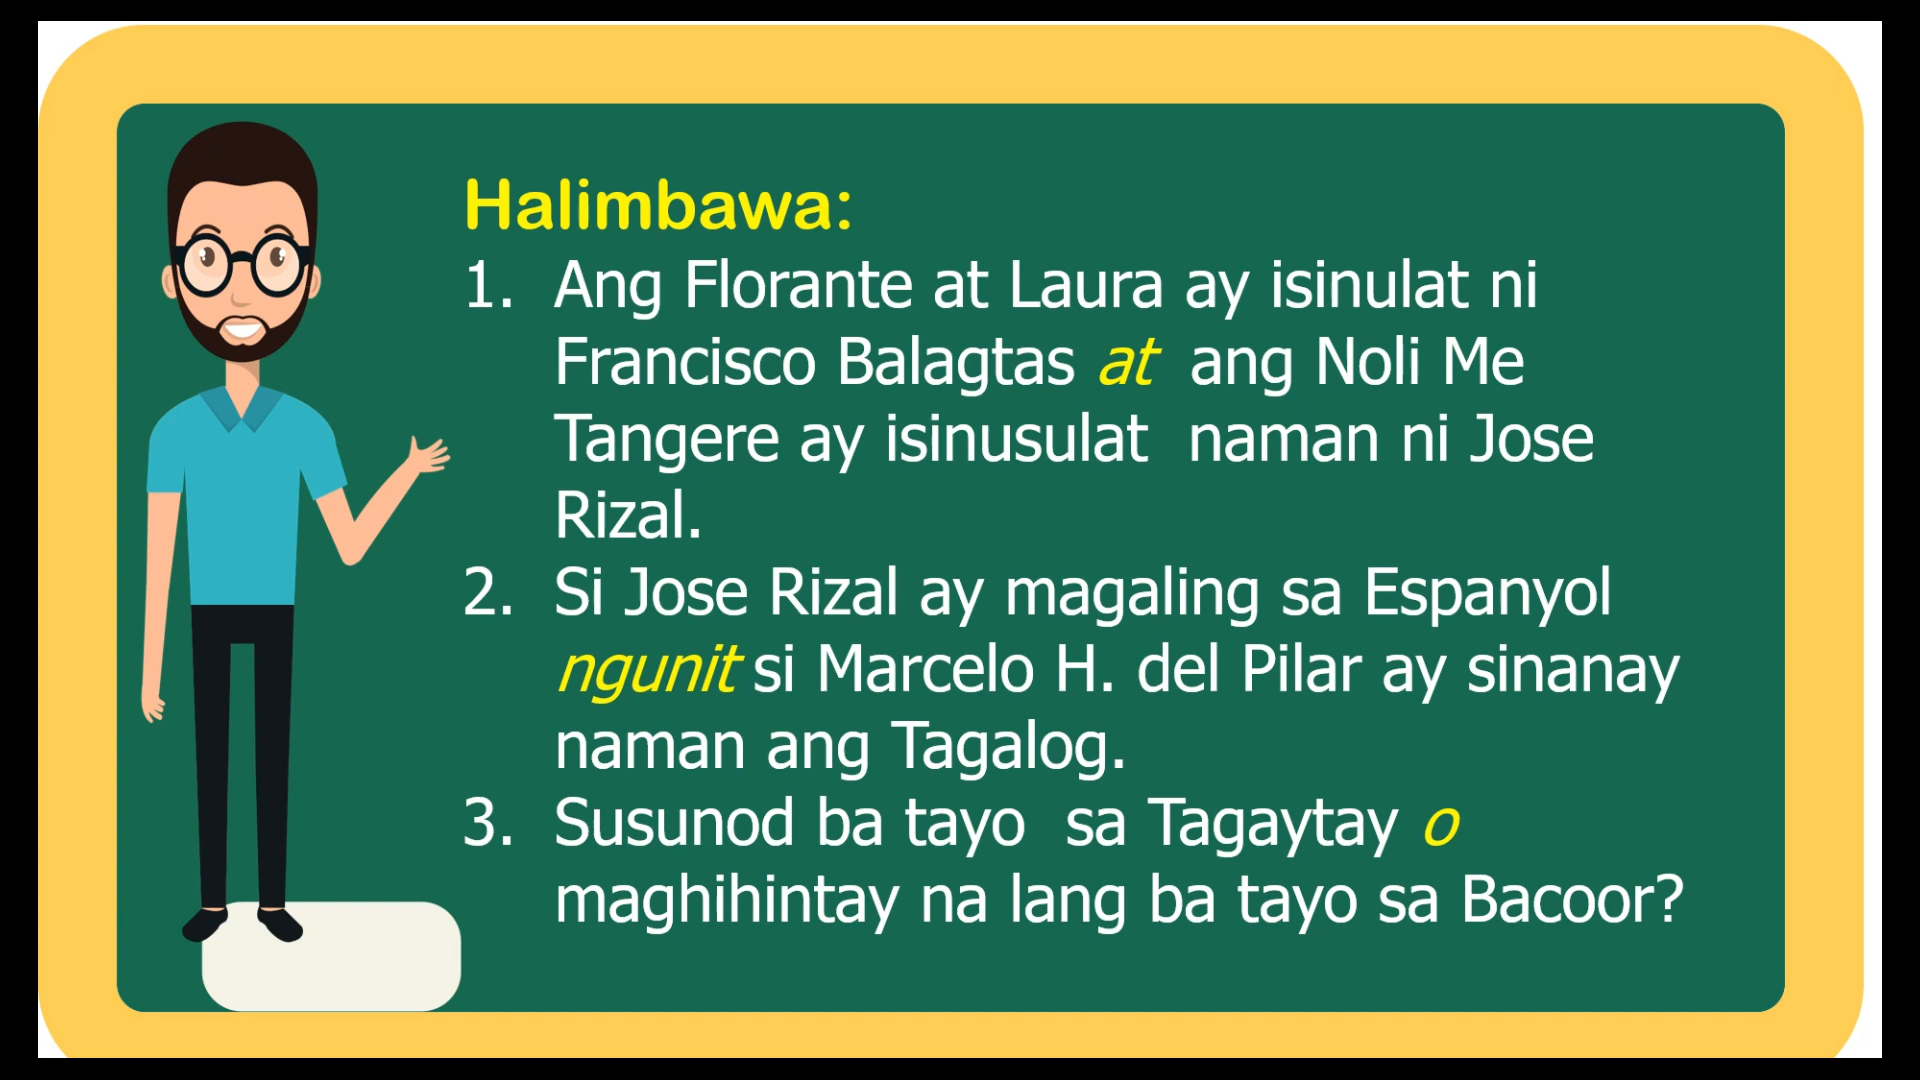 Halimbawa:
1. Ang Florante at Laura ay isinulat ni
Francisco Balagtas at ang Noli Me
Tangere ay isinusulat naman ni Jose
Rizal.
2. Si Jose Rizal ay magaling sa Espanyol
ngunit si Marcelo H. del Pilar ay sinanay
naman ang Tagalog.
3. Susunod ba tayo sa Tagaytay o
maghihintay na lang ba tayo sa Bacoor?